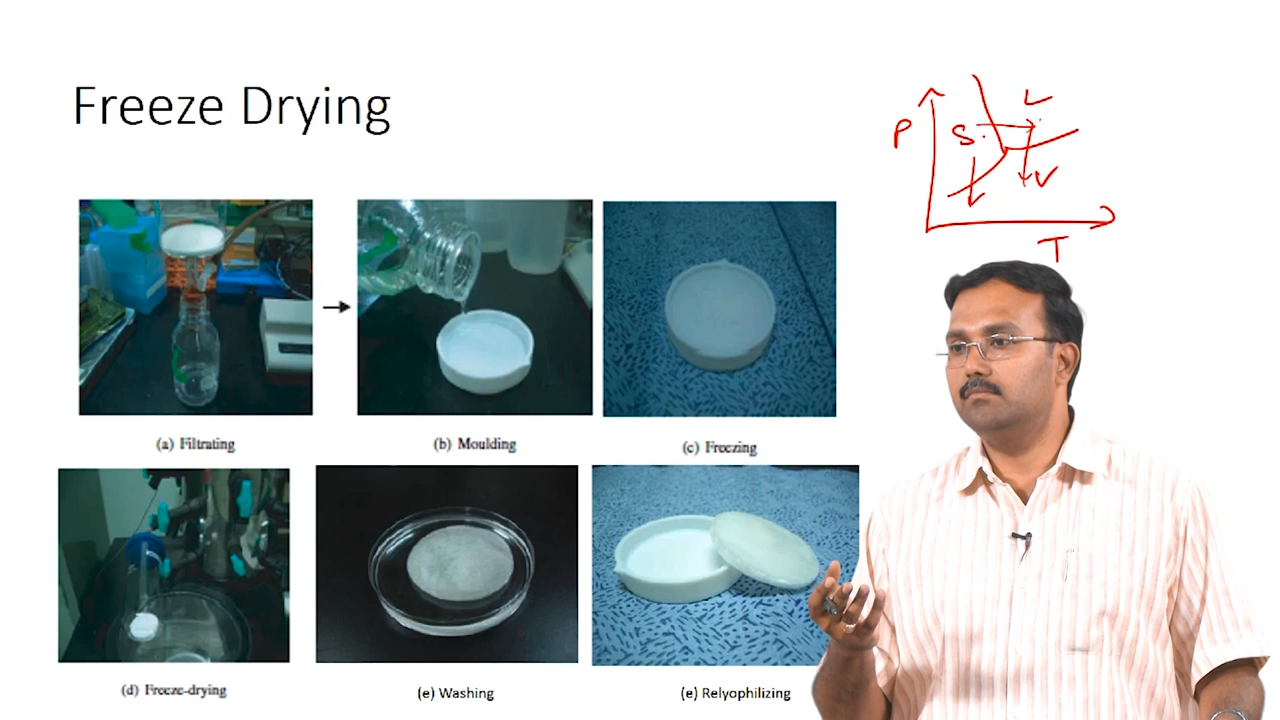 Freeze Drying
P
S
L
V
T
(a) Filtrating
(b) Moulding
(c) Freezing
(d) Freeze-drying
(e) Washing
(e) Relyophilizing